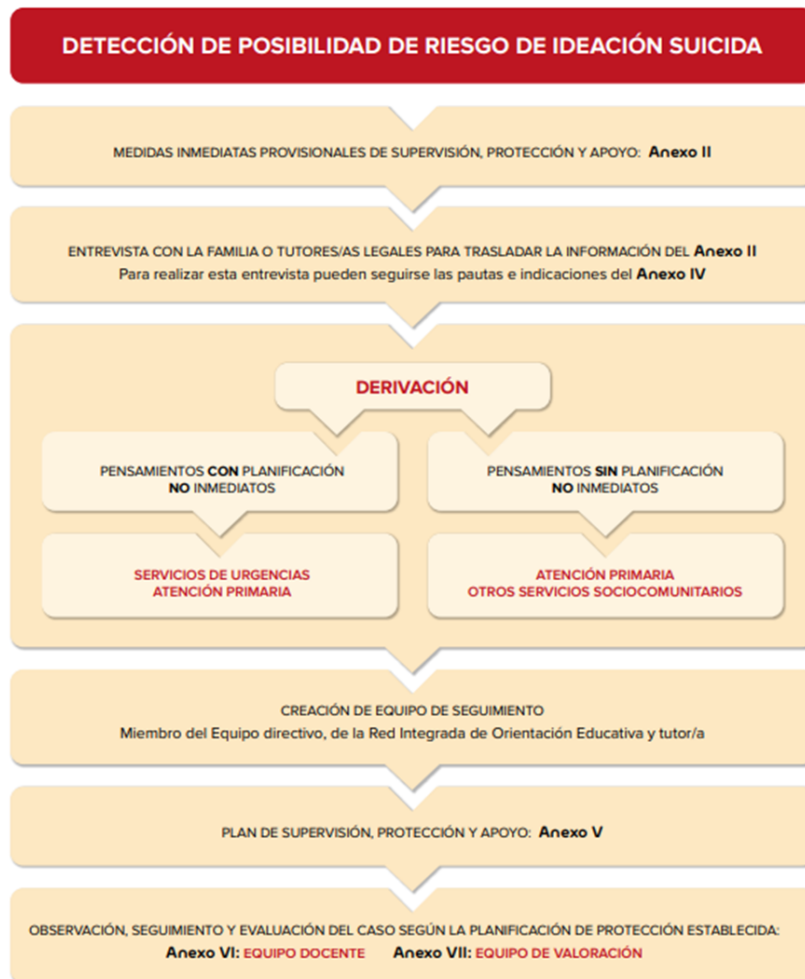 DETECCIÓN DE POSIBILIDAD DE RIESGO DE IDEACIÓN SUICIDA
MEDIDAS INMEDIATAS PROVISIONALES DE SUPERVISIÓN, PROTECCIÓN Y APOYO: Anexo II
ENTREVISTA CON LA FAMILIA O TUTORES/AS LEGALES PARA TRASLADAR LA INFORMACIÓN DEL Anexo II
Para realizar esta entrevista pueden seguirse las pautas e indicaciones del Anexo IV
DERIVACIÓN
PENSAMIENTOS CON PLANIFICACIÓN
NO INMEDIATOS
SERVICIOS DE URGENCIAS
ATENCIÓN PRIMARIA
PENSAMIENTOS SIN PLANIFICACIÓN
NO INMEDIATOS
ATENCIÓN PRIMARIA
OTROS SERVICIOS SOCIOCOMUNITARIOS
CREACIÓN DE EQUIPO DE SEGUIMIENTO
Miembro del Equipo directivo, de la Red Integrada de Orientación Educativa y tutor/a
PLAN DE SUPERVISIÓN, PROTECCIÓN Y APOYO: Anexo V
OBSERVACIÓN, SEGUIMIENTO Y EVALUACIÓN DEL CASO SEGÚN LA PLANIFICACIÓN DE PROTECCIÓN ESTABLECIDA:
Anexo VI: EQUIPO DOCENTE Anexo VII: EQUIPO DE VALORACIÓN